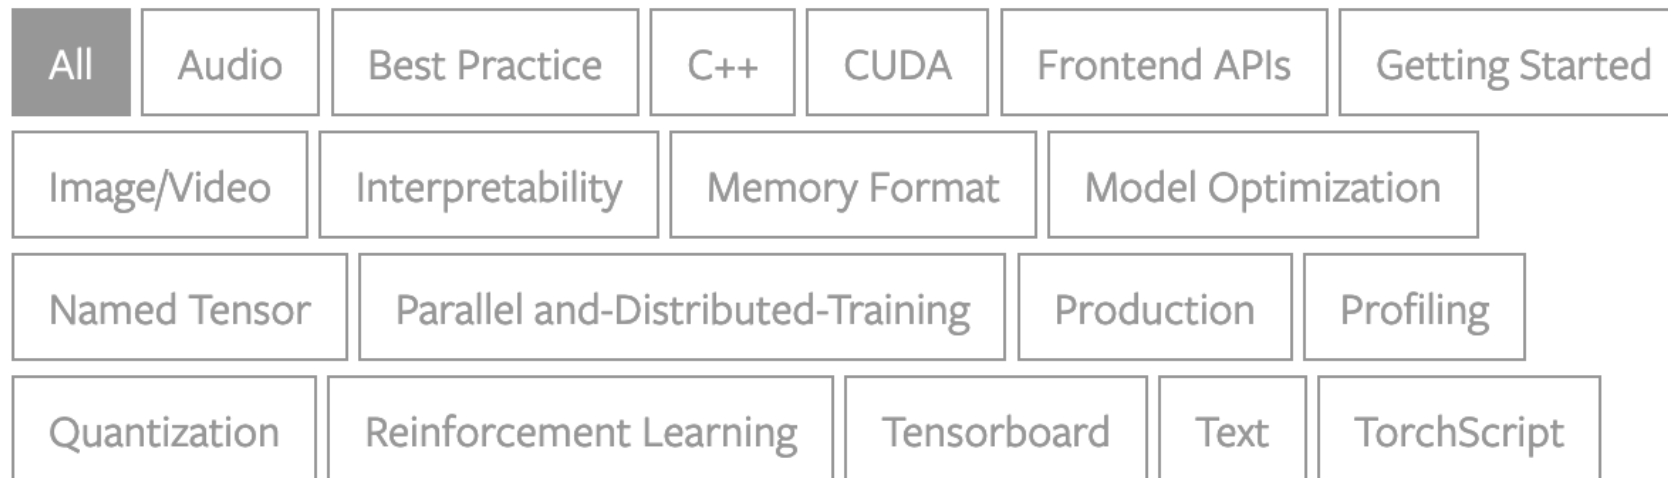 All Audio Best Practice C++ CUDA Frontend APIs Getting Started
Image/Video Interpretability Memory Format Model Optimization
Named Tensor Parallel and-Distributed-Training Production Profiling
Quantization Reinforcement Learning Tensorboard Text TorchScript